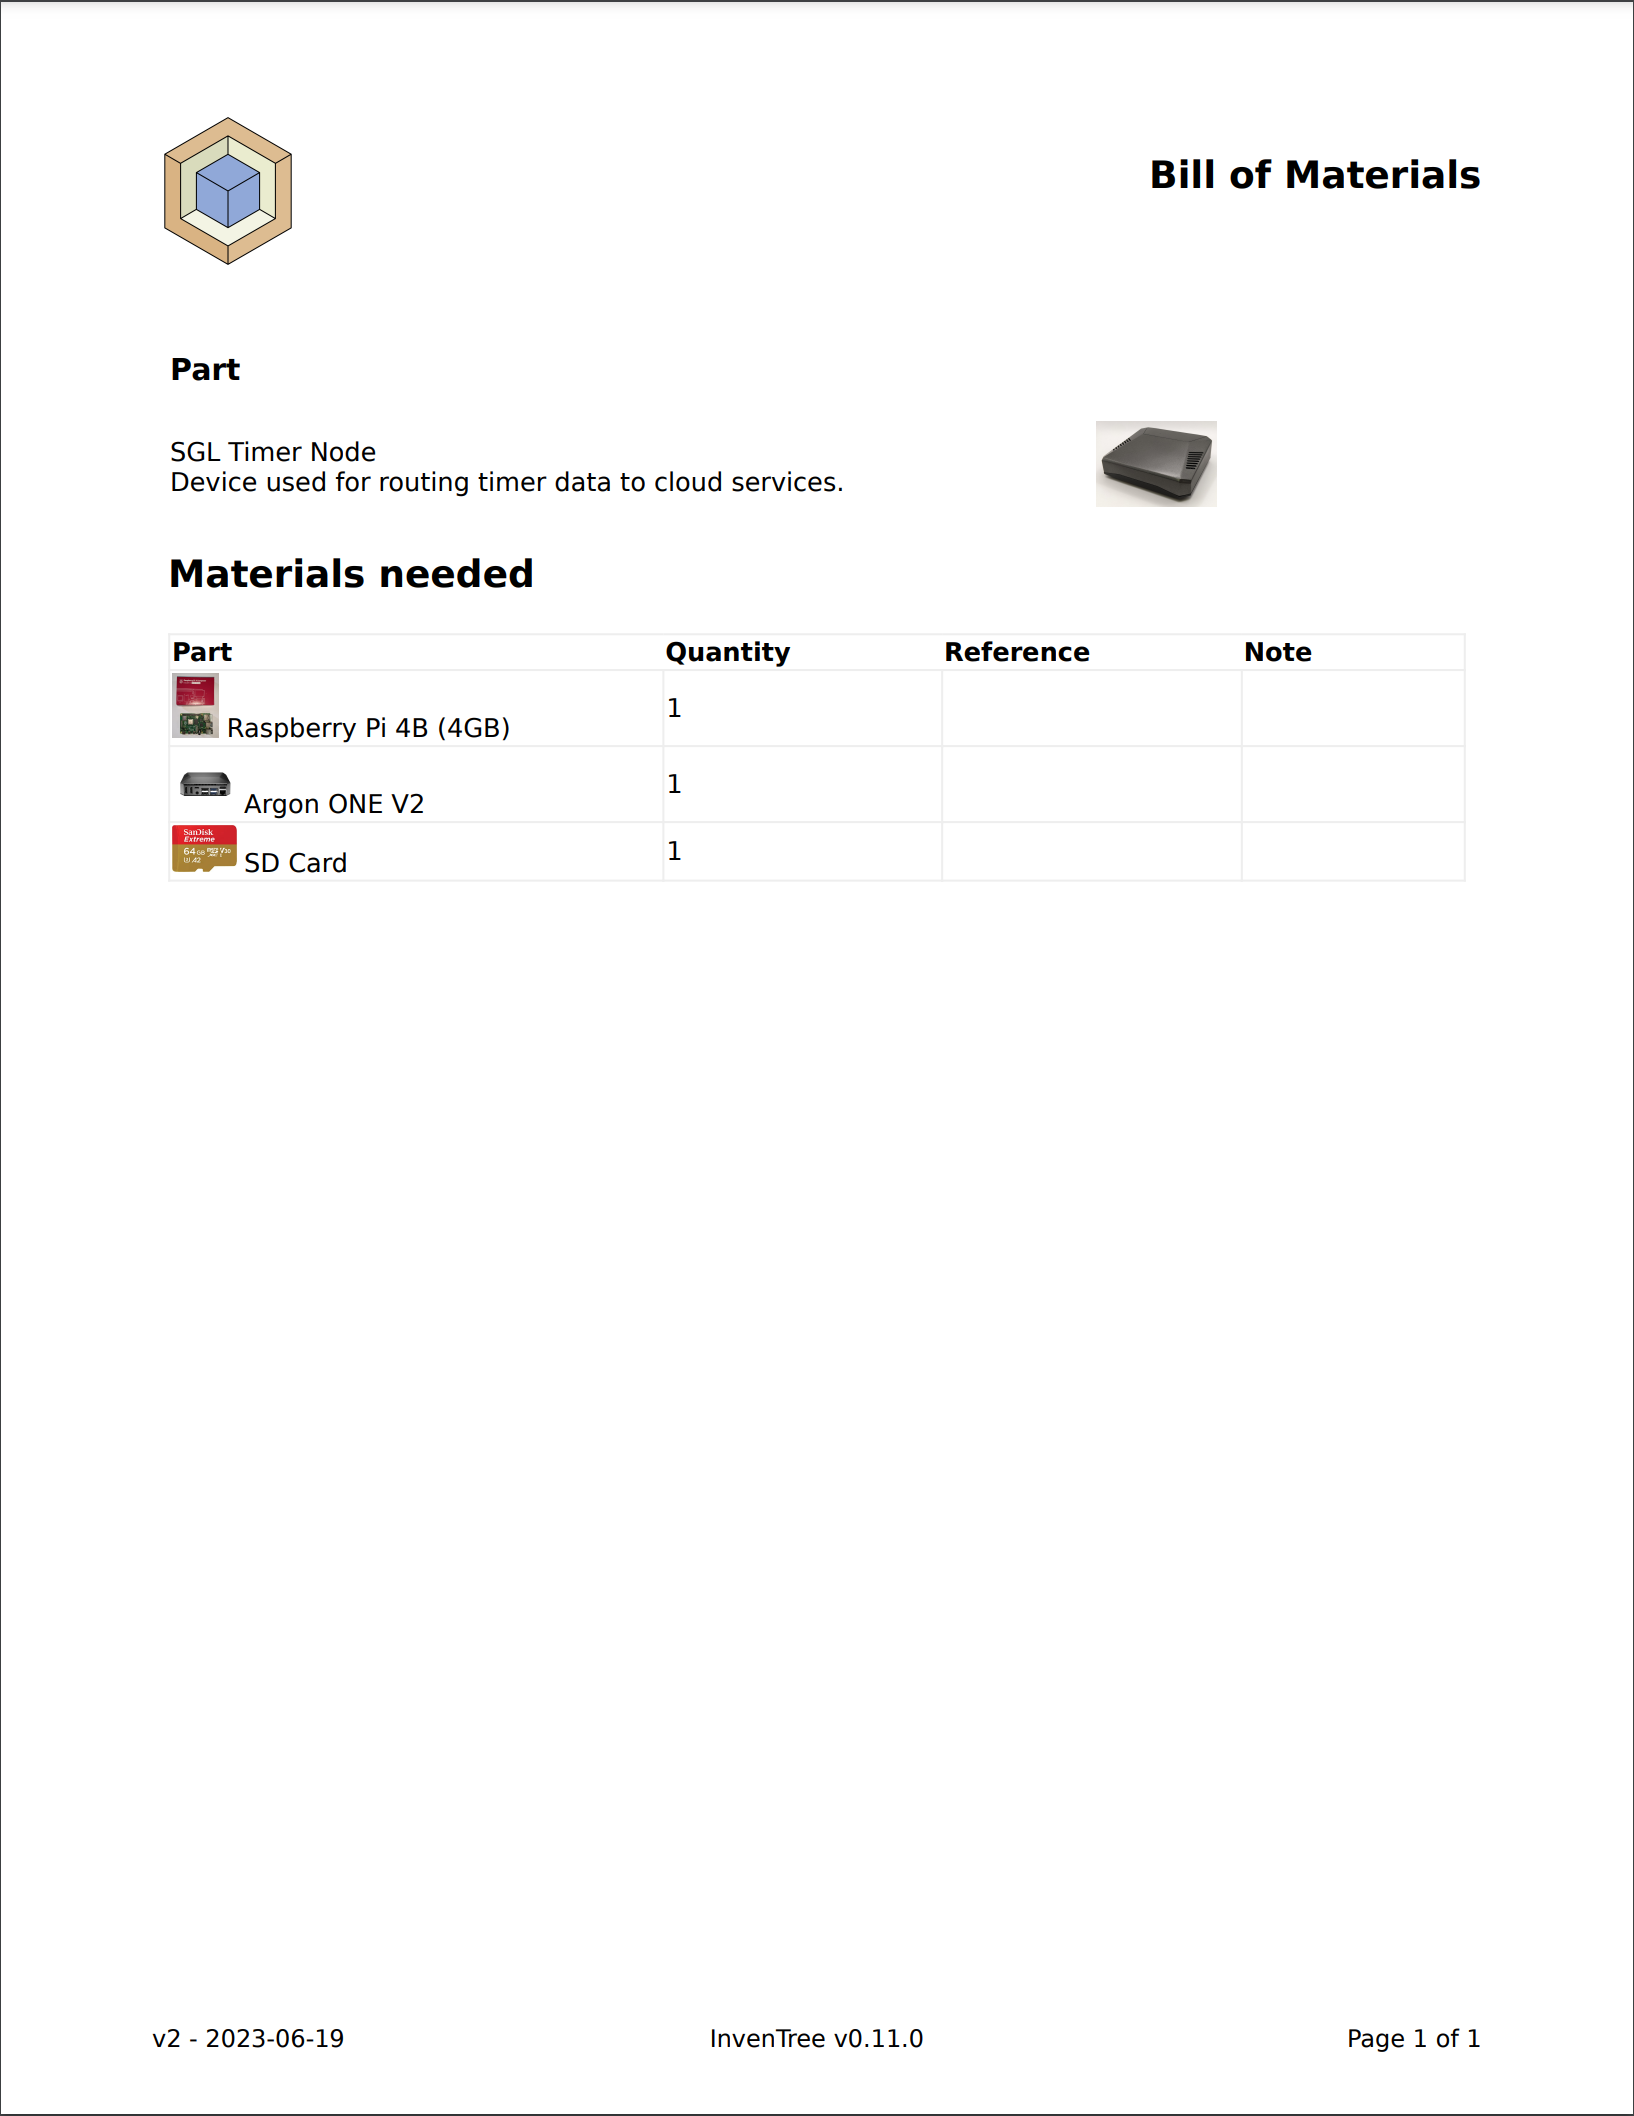 Bill of Materials
Part
SGL Timer Node
Device used for routing timer data to cloud services.
Materials needed
Part Quantity Reference Note
Raspberry Pi 4B (4GB) 1
Argon ONE V2 1
SanDisk
Extreme
64GB
SD Card 1
v2 - 2023-06-19 InvenTree v0.11.0 Page 1 of 1